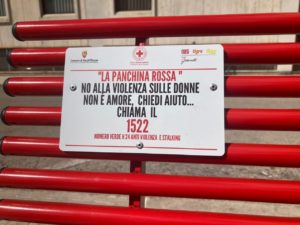 "LA PANCHINA ROSSA"
NO ALLA VIOLENZA SULLE DONNE
NON È AMORE, CHIEDI AIUTO...
CHIAMA IL
1522
NUMERO VERDE H 24 ANTI VIOLENZA E STALKING